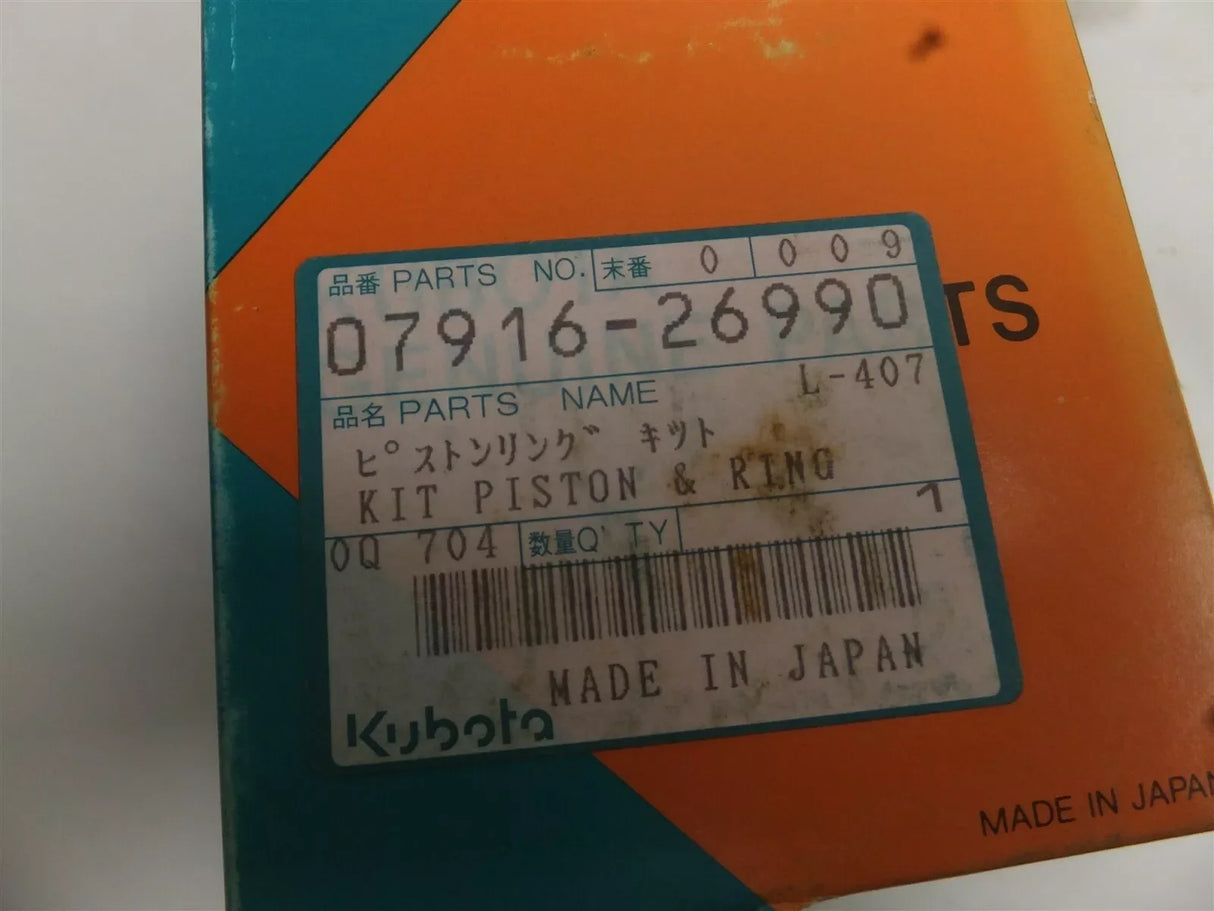 品番 PARTS NO. 末番 0 009
07916-26990
TS
品名 PARTS NAME L-407
ピストンリング キット
KIT PISTON & RING
0Q 704 数量Q'TY 1
MADE IN JAPAN
Kubota
MADE IN JAPAN